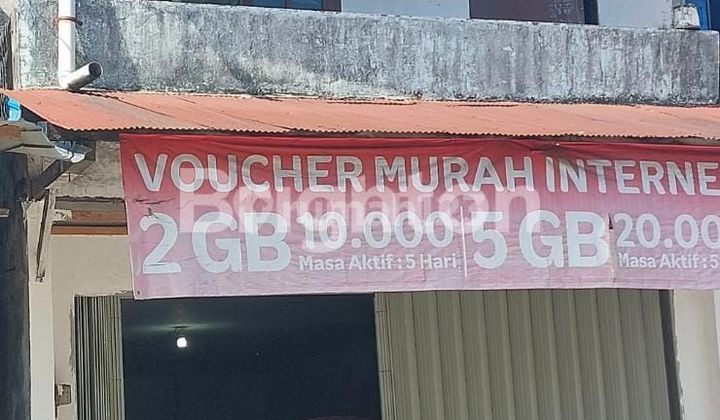 VOUCHER MURAH INTERNE
2 GB 10.000 5 GB 20.00
Masa Aktif : 5 Hari Masa Aktif : 5